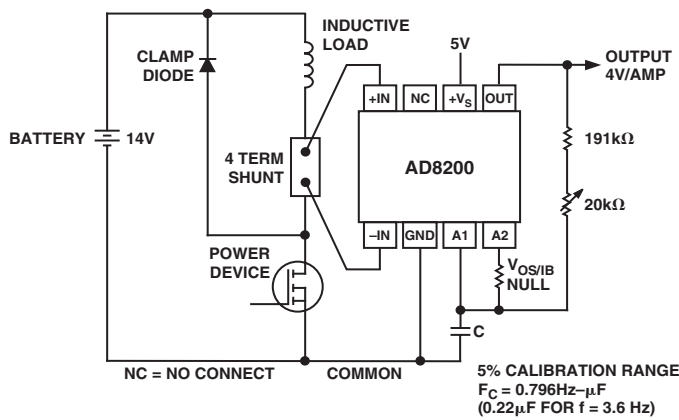 INDUCTIVE
LOAD
CLAMP
DIODE
5V
OUTPUT
4V/AMP
+IN
NC
+VS
OUT
BATTERY
14V
4 TERM
SHUNT
AD8200
191kΩ
20kΩ
–IN
GND
A1
A2
POWER
DEVICE
VOS/IB
NULL
C
NC = NO CONNECT
COMMON
5% CALIBRATION RANGE
FC = 0.796Hz–μF
(0.22μF FOR f = 3.6 Hz)